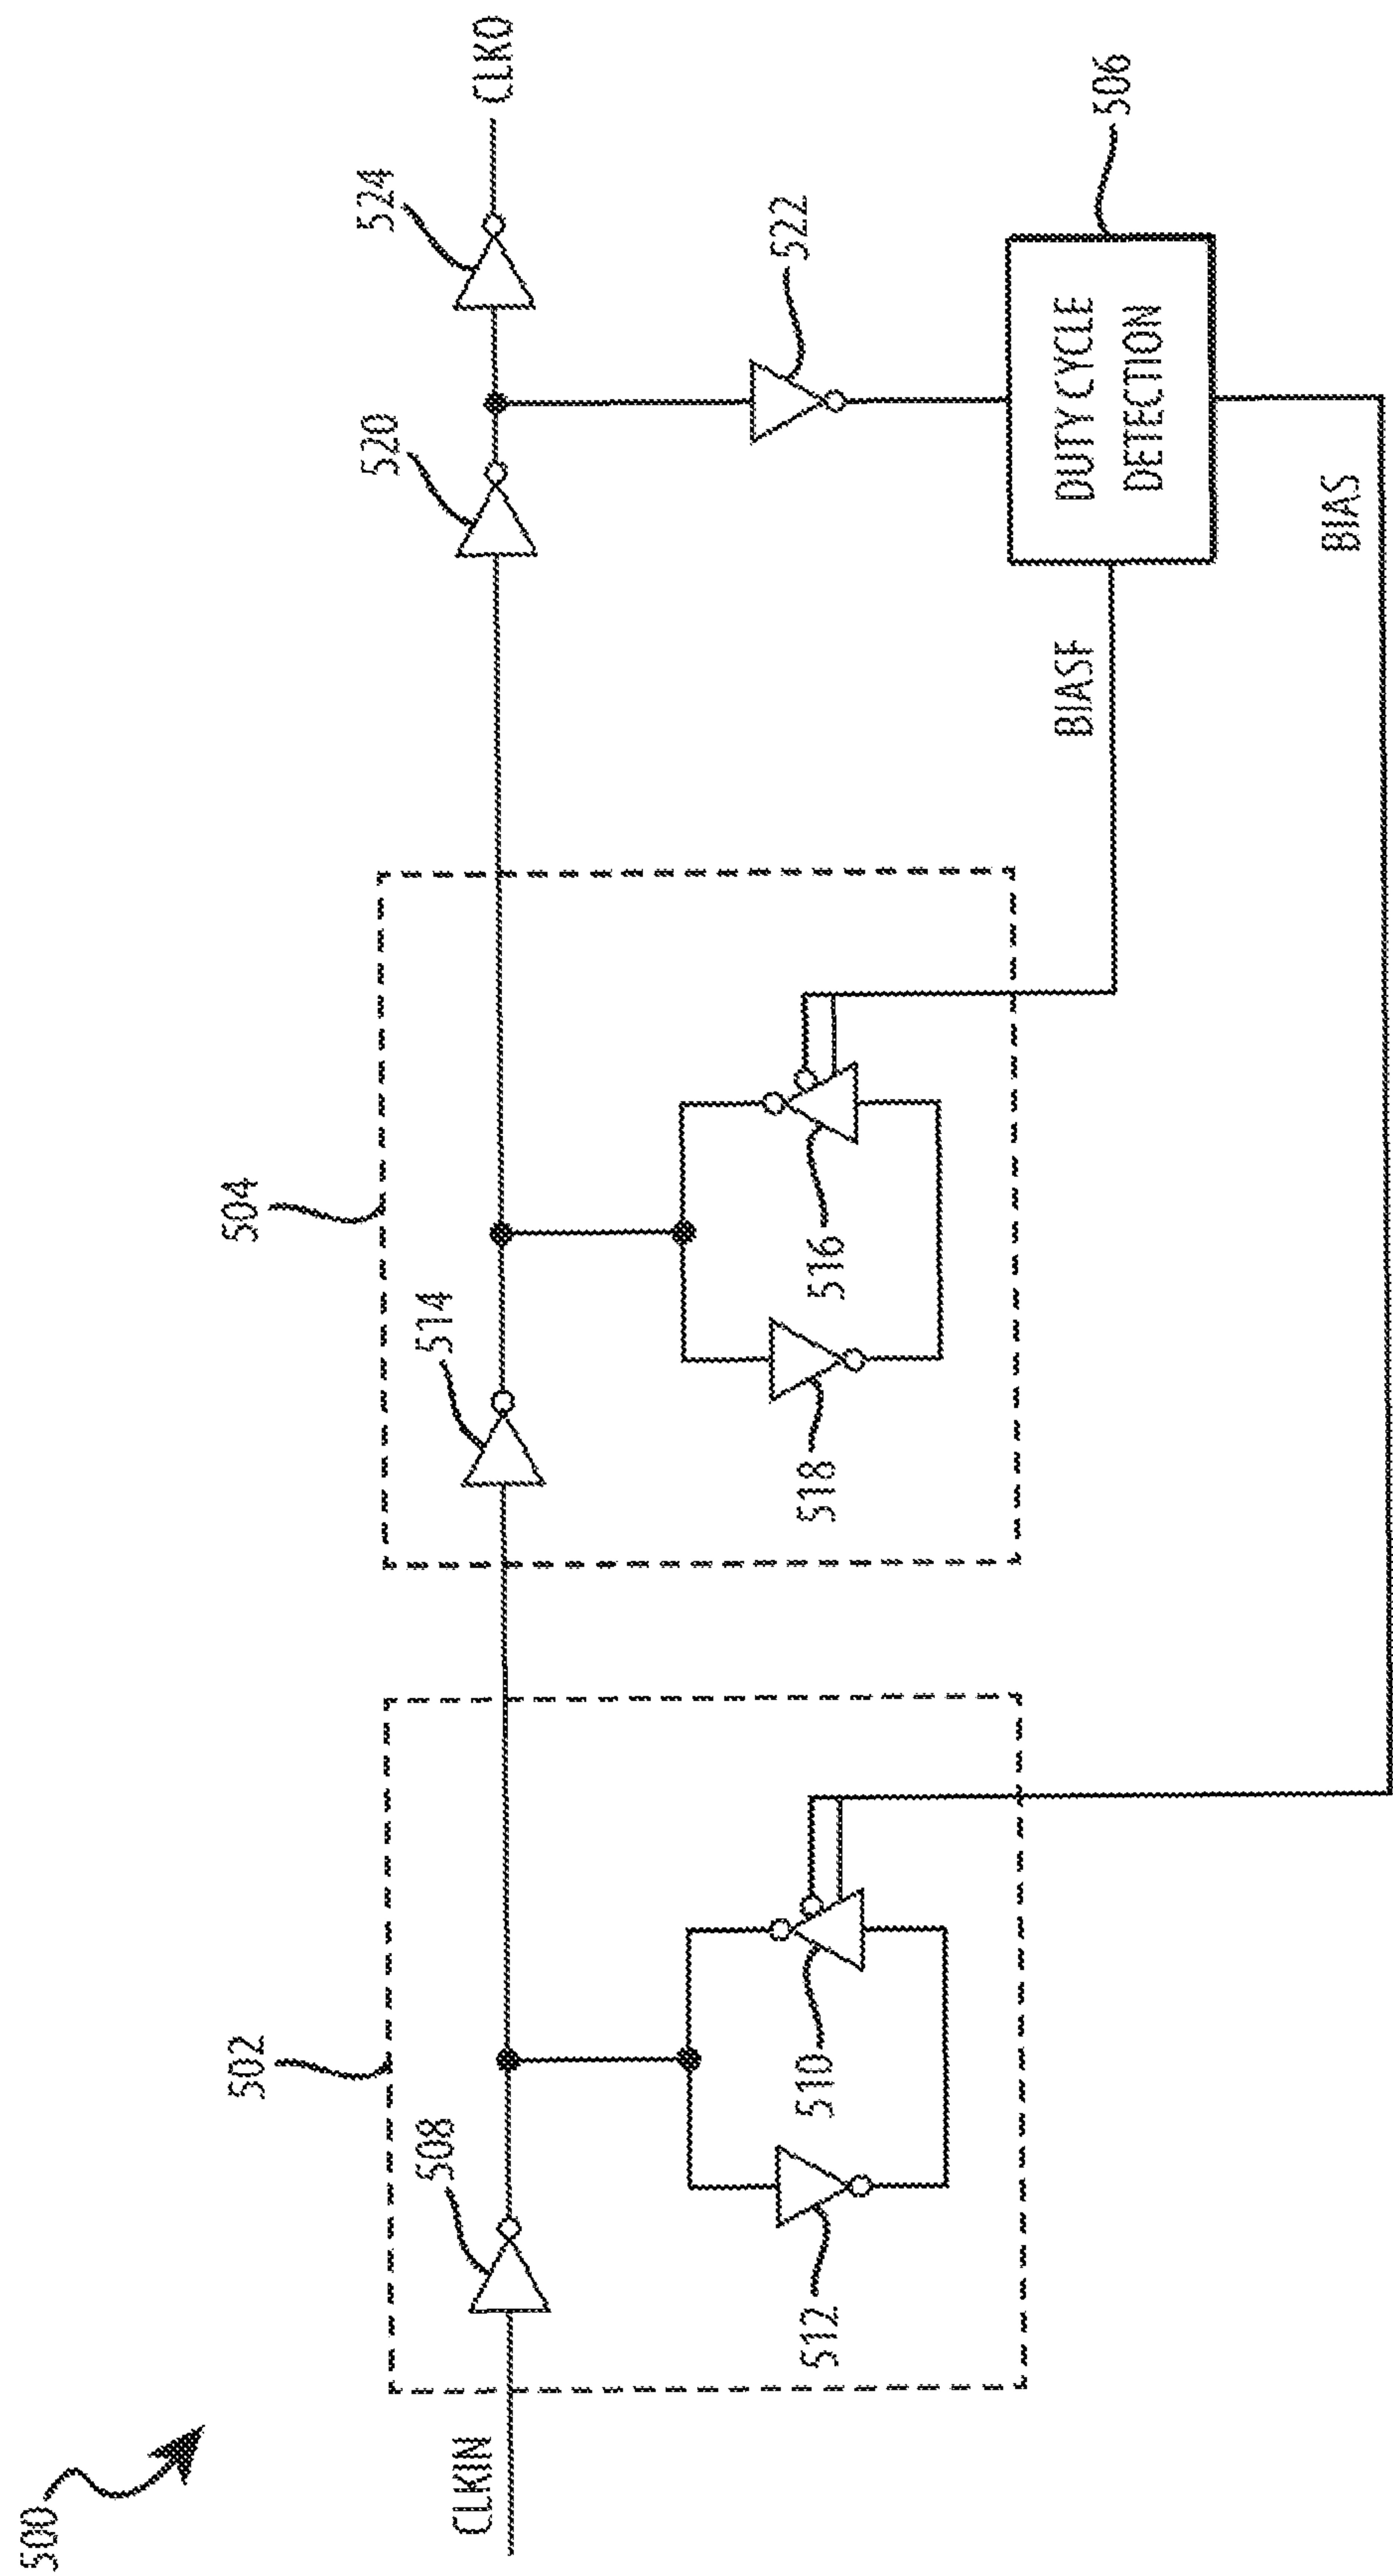 500
CLKIN
502
508
512
510
504
514
518
516
520
524
CLKO
522
BIASF
DUTY CYCLE
DETECTION
506
BIAS